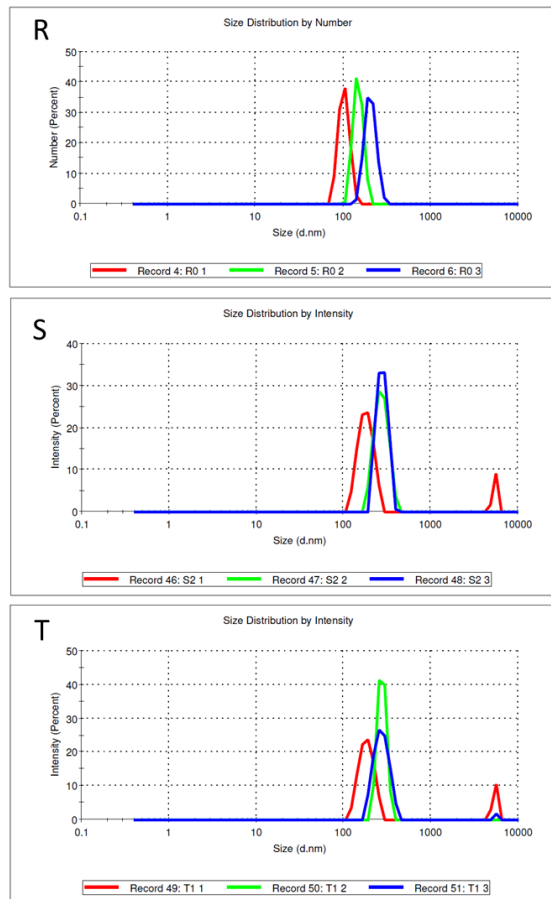 R
Size Distribution by Number
50
40
30
20
10
0
Number (Percent)
0.1 1 10 100 1000 10000
Size (d.nm)
Record 4: R0 1 Record 5: R0 2 Record 6: R0 3
S
Size Distribution by Intensity
40
30
20
10
0
Intensity (Percent)
0.1 1 10 100 1000 10000
Size (d.nm)
Record 46: S2 1 Record 47: S2 2 Record 48: S2 3
T
Size Distribution by Intensity
50
40
30
20
10
0
Intensity (Percent)
0.1 1 10 100 1000 10000
Size (d.nm)
Record 49: T1 1 Record 50: T1 2 Record 51: T1 3